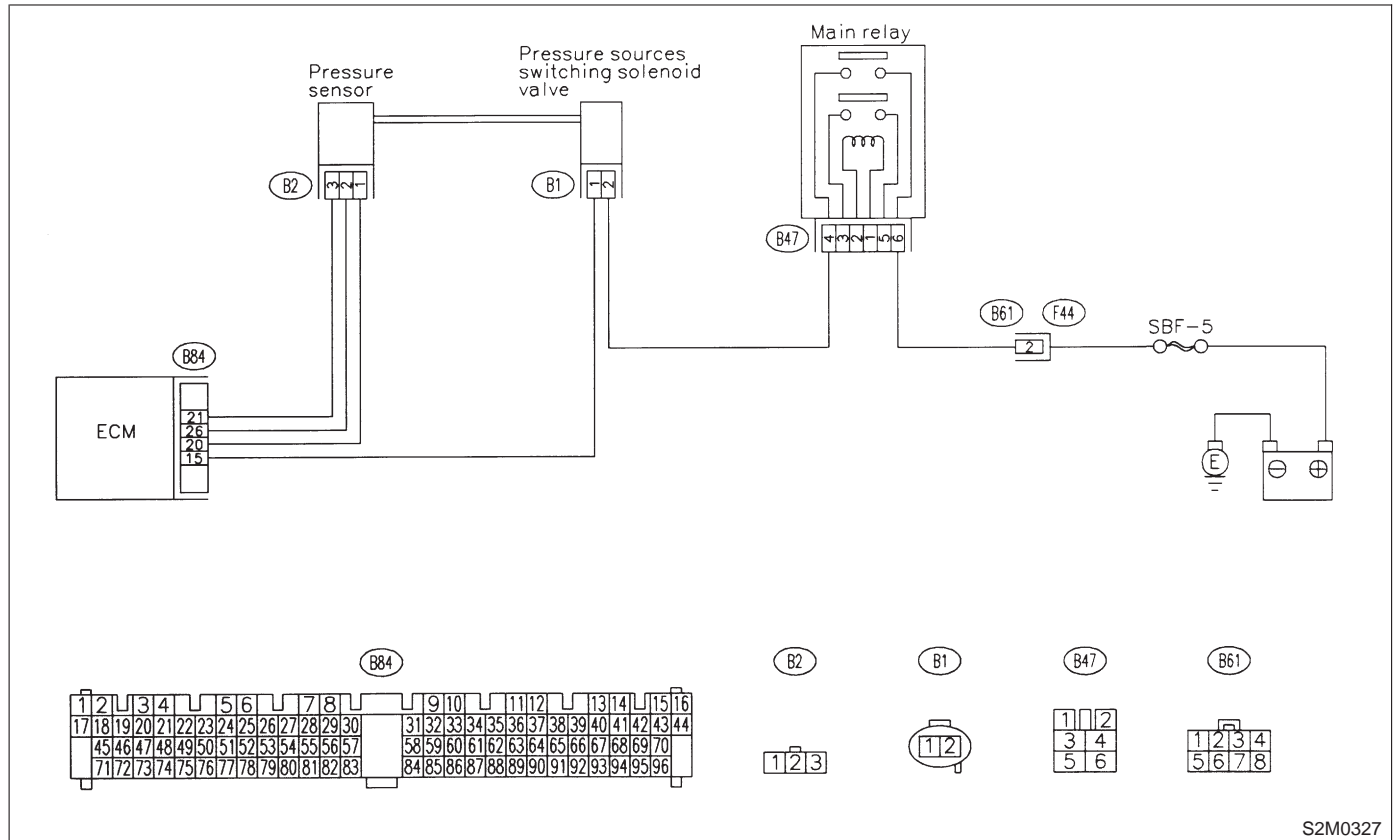 Main relay
Pressure sources
switching solenoid
valve
Pressure
sensor
B2
3 2 1
B1
1 2
B47
4 3 2 1 5 6
B61
F44
2
SBF-5
B84
ECM
21
26
20
15
E
B84
B2
B1
B47
B61
1 2 3 4 5 6 7 8 9 10 11 12 13 14 15 16
17 18 19 20 21 22 23 24 25 26 27 28 29 30 31 32 33 34 35 36 37 38 39 40 41 42 43 44
45 46 47 48 49 50 51 52 53 54 55 56 57 58 59 60 61 62 63 64 65 66 67 68 69 70
71 72 73 74 75 76 77 78 79 80 81 82 83 84 85 86 87 88 89 90 91 92 93 94 95 96
1 2 3
1 2
1 2
3 4
5 6
1 2 3 4
5 6 7 8
S2M0327